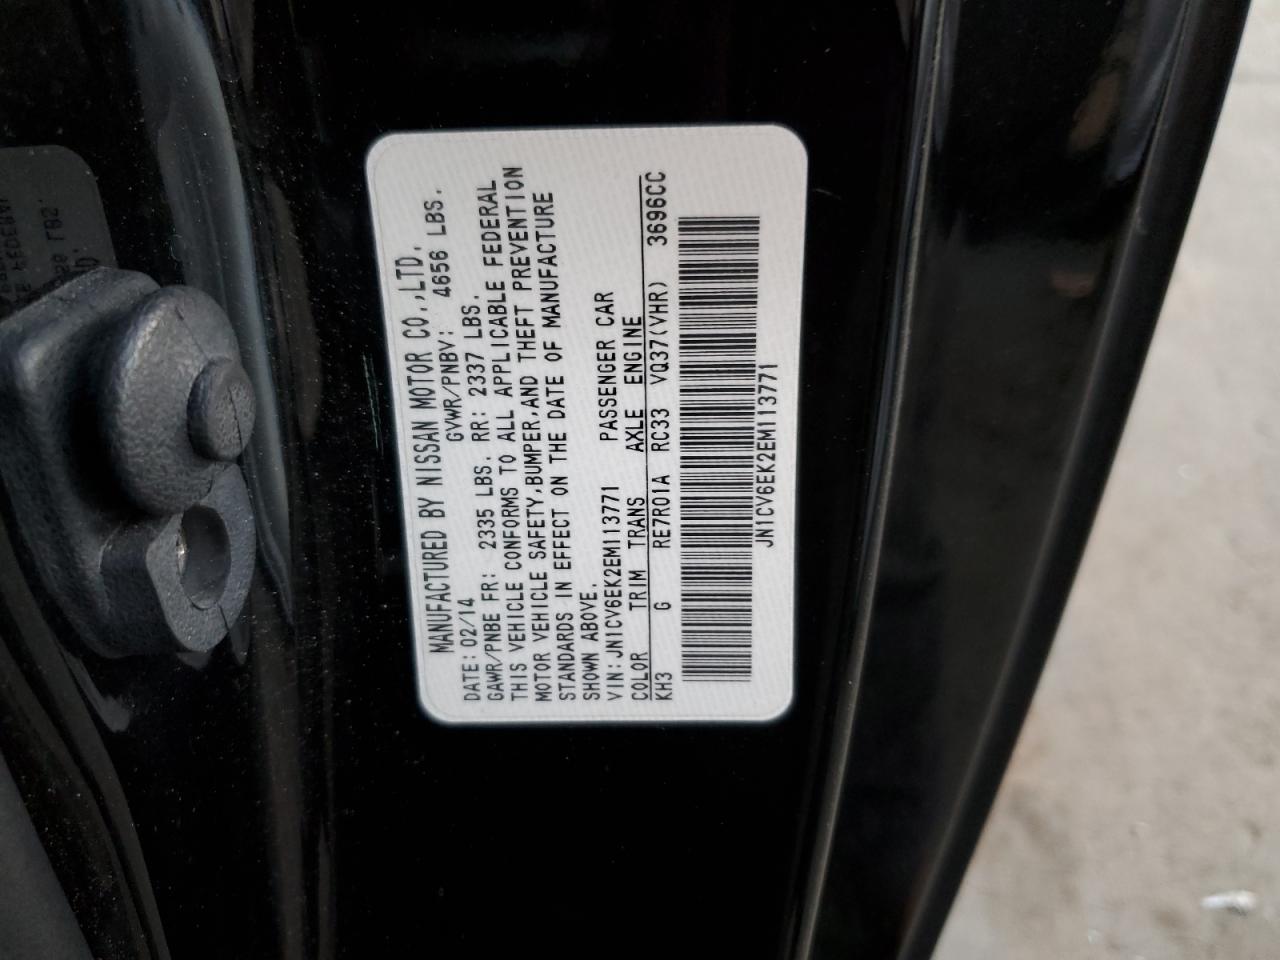 MANUFACTURED BY NISSAN MOTOR CO.,LTD.
DATE: 02/14 GVWR/PNBV: 4656 LBS.
GAWR/PNBE FR: 2335 LBS. RR: 2337 LBS.
THIS VEHICLE CONFORMS TO ALL APPLICABLE FEDERAL
MOTOR VEHICLE SAFETY,BUMPER,AND THEFT PREVENTION
STANDARDS IN EFFECT ON THE DATE OF MANUFACTURE
SHOWN ABOVE.
VIN:JN1CV6EK2EM113771 PASSENGER CAR
COLOR TRIM TRANS AXLE ENGINE
KH3 G RE7R01A RC33 VQ37(VHR) 3696CC
JN1CV6EK2EM113771